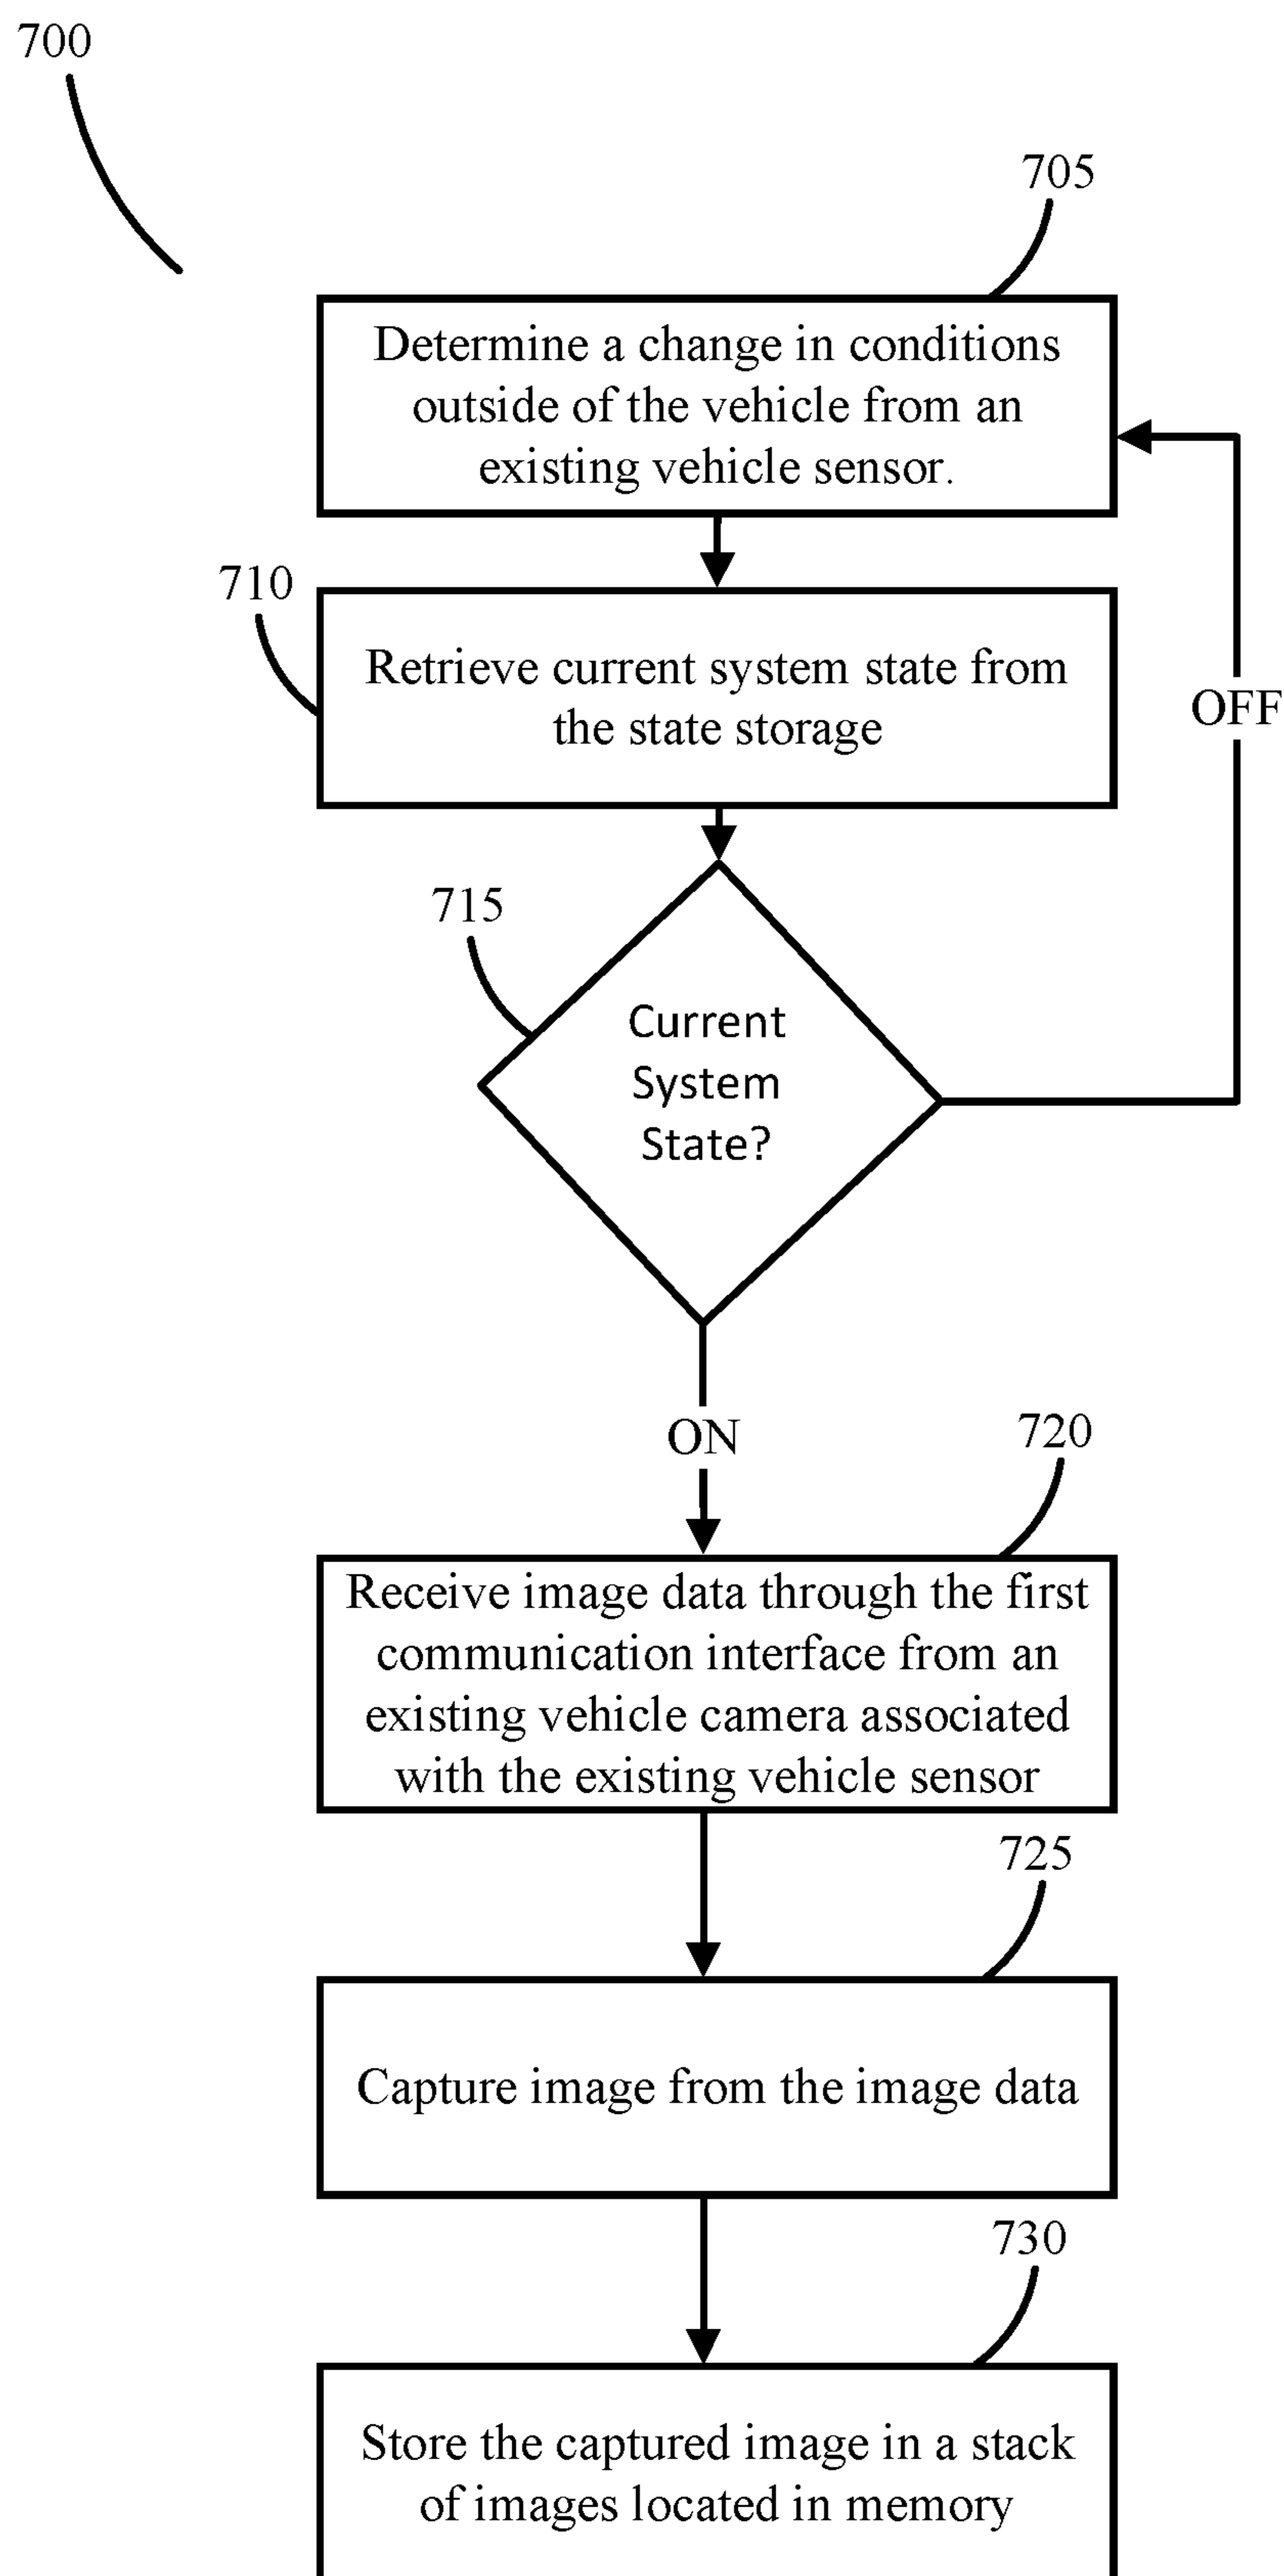 700
705
Determine a change in conditions
outside of the vehicle from an
existing vehicle sensor.
710
Retrieve current system state from
the state storage
OFF
715
Current
System
State?
ON
720
Receive image data through the first
communication interface from an
existing vehicle camera associated
with the existing vehicle sensor
725
Capture image from the image data
730
Store the captured image in a stack
of images located in memory